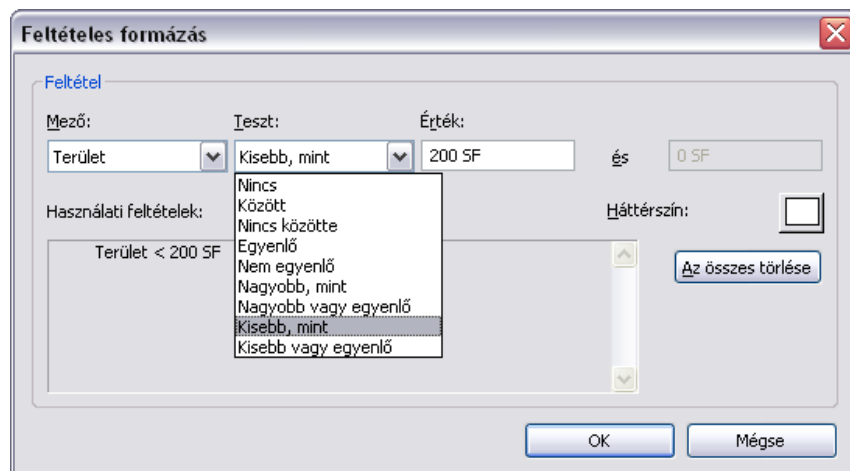 Feltételes formázás
Feltétel
Mező: Teszt: Érték:
Terület Kisebb, mint 200 SF és 0 SF
Nincs
Között
Nincs közötte
Egyenlő
Nem egyenlő
Nagyobb, mint
Nagyobb vagy egyenlő
Kisebb, mint
Kisebb vagy egyenlő
Használati feltételek: Háttérszín:
Terület < 200 SF
Az összes törlése
OK Mégse